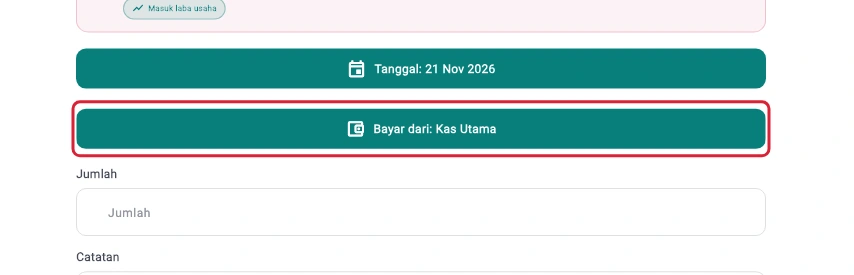 Masuk laba usaha
Tanggal: 21 Nov 2026
Bayar dari: Kas Utama
Jumlah
Jumlah
Catatan